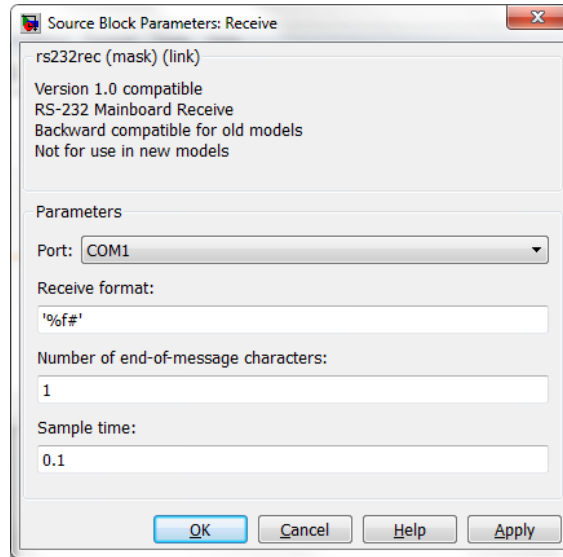 Source Block Parameters: Receive
rs232rec (mask) (link)
Version 1.0 compatible
RS-232 Mainboard Receive
Backward compatible for old models
Not for use in new models
Parameters
Port: COM1
Receive format:
'%f#'
Number of end-of-message characters:
1
Sample time:
0.1
OK Cancel Help Apply